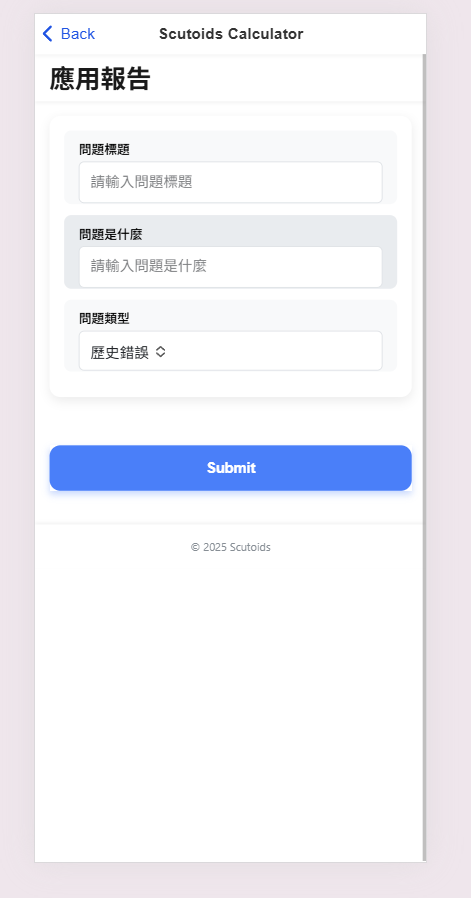 Back
Scutoids Calculator
應用報告
問題標題
請輸入問題標題
問題是什麼
請輸入問題是什麼
問題類型
歷史錯誤
Submit
© 2025 Scutoids